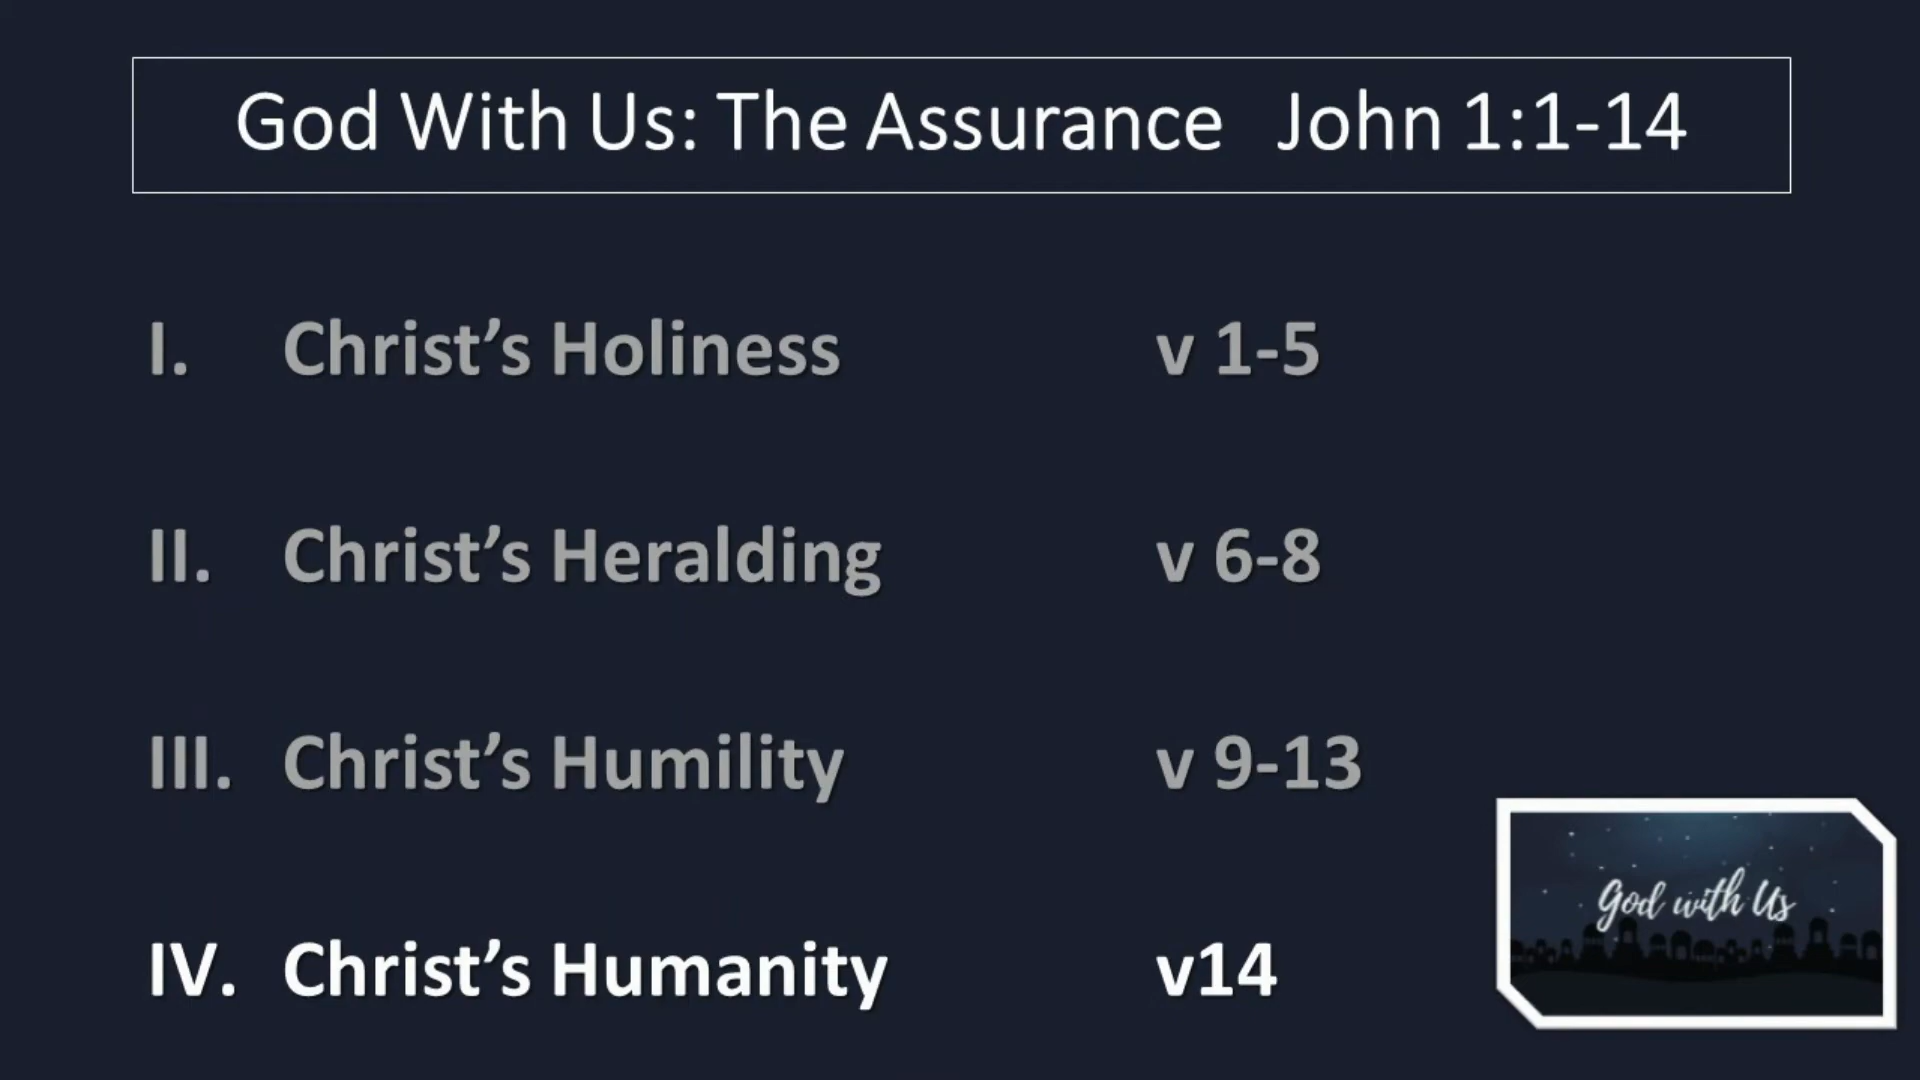 God With Us: The Assurance John 1:1-14
I. Christ’s Holiness v 1-5
II. Christ’s Heralding v 6-8
III. Christ’s Humility v 9-13
God with Us
IV. Christ’s Humanity v14